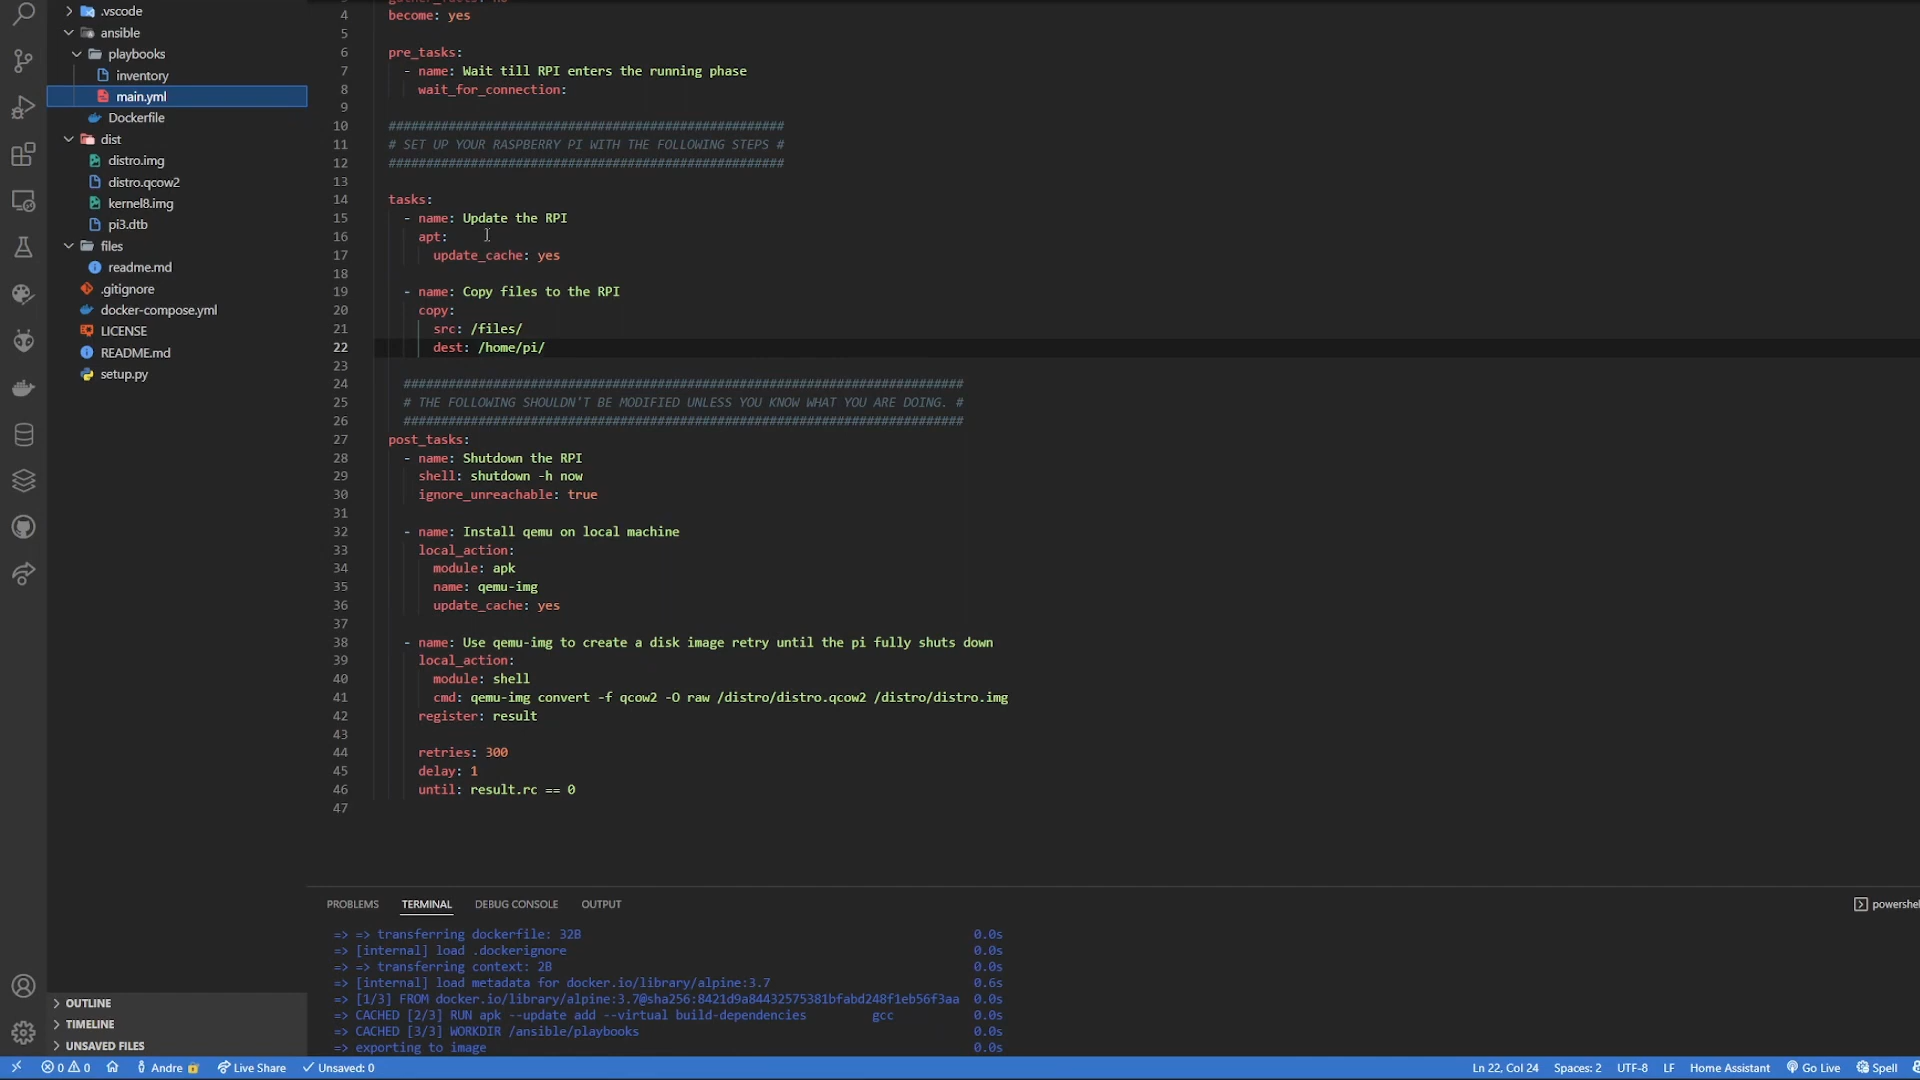 .vscode
ansible
playbooks
inventory
main.yml
Dockerfile
dist
distro.img
distro.qcow2
kernel8.img
pi3.dtb
files
readme.md
.gitignore
docker-compose.yml
LICENSE
README.md
setup.py
OUTLINE
TIMELINE
UNSAVED FILES
4 become: yes
5
6 pre_tasks:
7 - name: Wait till RPI enters the running phase
8 wait_for_connection:
9
10 #####################################################
11 # SET UP YOUR RASPBERRY PI WITH THE FOLLOWING STEPS #
12 #####################################################
13
14 tasks:
15 - name: Update the RPI
16 apt:
17 update_cache: yes
18
19 - name: Copy files to the RPI
20 copy:
21 src: /files/
22 dest: /home/pi/
23
24 ###########################################################################
25 # THE FOLLOWING SHOULDN'T BE MODIFIED UNLESS YOU KNOW WHAT YOU ARE DOING. #
26 ###########################################################################
27 post_tasks:
28 - name: Shutdown the RPI
29 shell: shutdown -h now
30 ignore_unreachable: true
31
32 - name: Install qemu on local machine
33 local_action:
34 module: apk
35 name: qemu-img
36 update_cache: yes
37
38 - name: Use qemu-img to create a disk image retry until the pi fully shuts down
39 local_action:
40 module: shell
41 cmd: qemu-img convert -f qcow2 -O raw /distro/distro.qcow2 /distro/distro.img
42 register: result
43
44 retries: 300
45 delay: 1
46 until: result.rc == 0
47
PROBLEMS TERMINAL DEBUG CONSOLE OUTPUT powershel
=> => transferring dockerfile: 32B 0.0s
=> [internal] load .dockerignore 0.0s
=> => transferring context: 2B 0.0s
=> [internal] load metadata for docker.io/library/alpine:3.7 0.6s
=> [1/3] FROM docker.io/library/alpine:3.7@sha256:8421d9a84432575381bfabd248f1eb56f3aa 0.0s
=> CACHED [2/3] RUN apk --update add --virtual build-dependencies gcc 0.0s
=> CACHED [3/3] WORKDIR /ansible/playbooks 0.0s
=> exporting to image 0.0s
0 0 Andre Live Share Unsaved: 0 Ln 22, Col 24 Spaces: 2 UTF-8 LF Home Assistant Go Live Spell